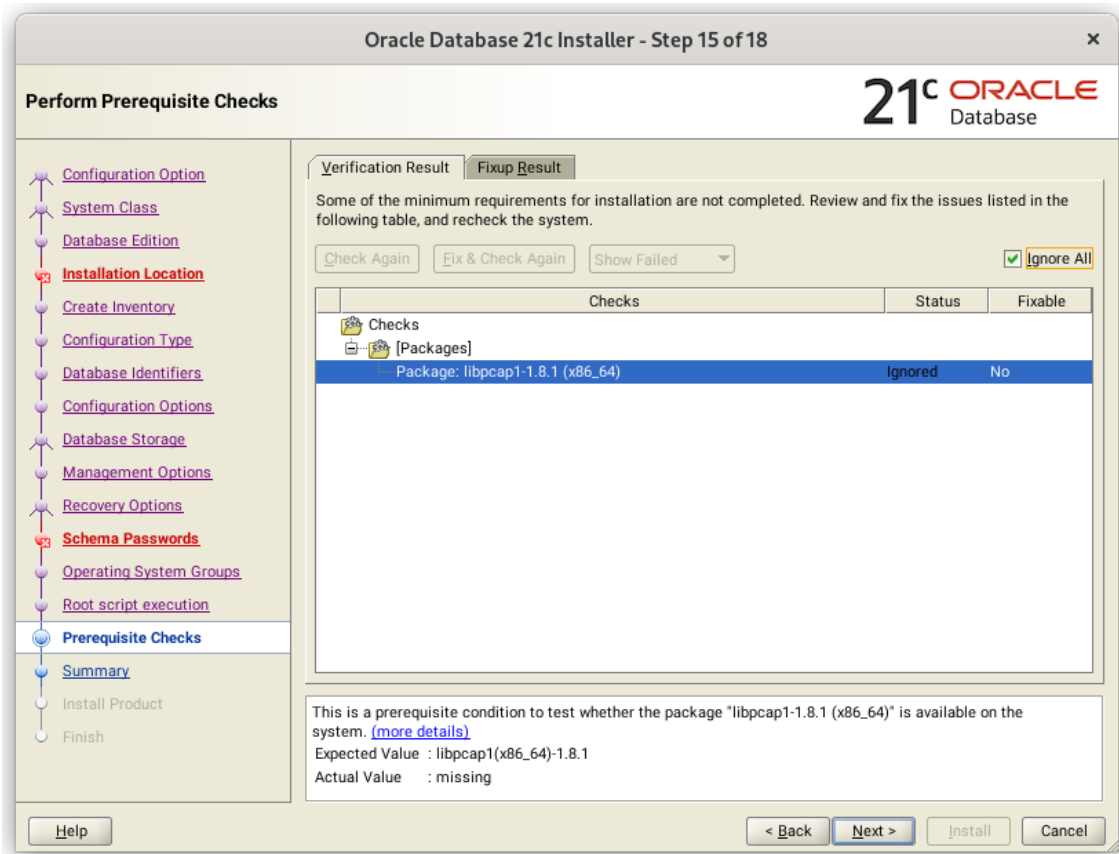 Oracle Database 21c Installer - Step 15 of 18
×
Perform Prerequisite Checks
21c ORACLE
Database
Configuration Option
System Class
Database Edition
Installation Location
Create Inventory
Configuration Type
Database Identifiers
Configuration Options
Database Storage
Management Options
Recovery Options
Schema Passwords
Operating System Groups
Root script execution
Prerequisite Checks
Summary
Install Product
Finish
Verification Result
Fixup Result
Some of the minimum requirements for installation are not completed. Review and fix the issues listed in the
following table, and recheck the system.
Check Again
Fix & Check Again
Show Failed
Ignore All
Checks Status Fixable
Checks
[Packages]
Package: libpcap1-1.8.1 (x86_64) Ignored No
This is a prerequisite condition to test whether the package "libpcap1-1.8.1 (x86_64)" is available on the
system. (more details)
Expected Value : libpcap1(x86_64)-1.8.1
Actual Value : missing
Help
< Back
Next >
Install
Cancel